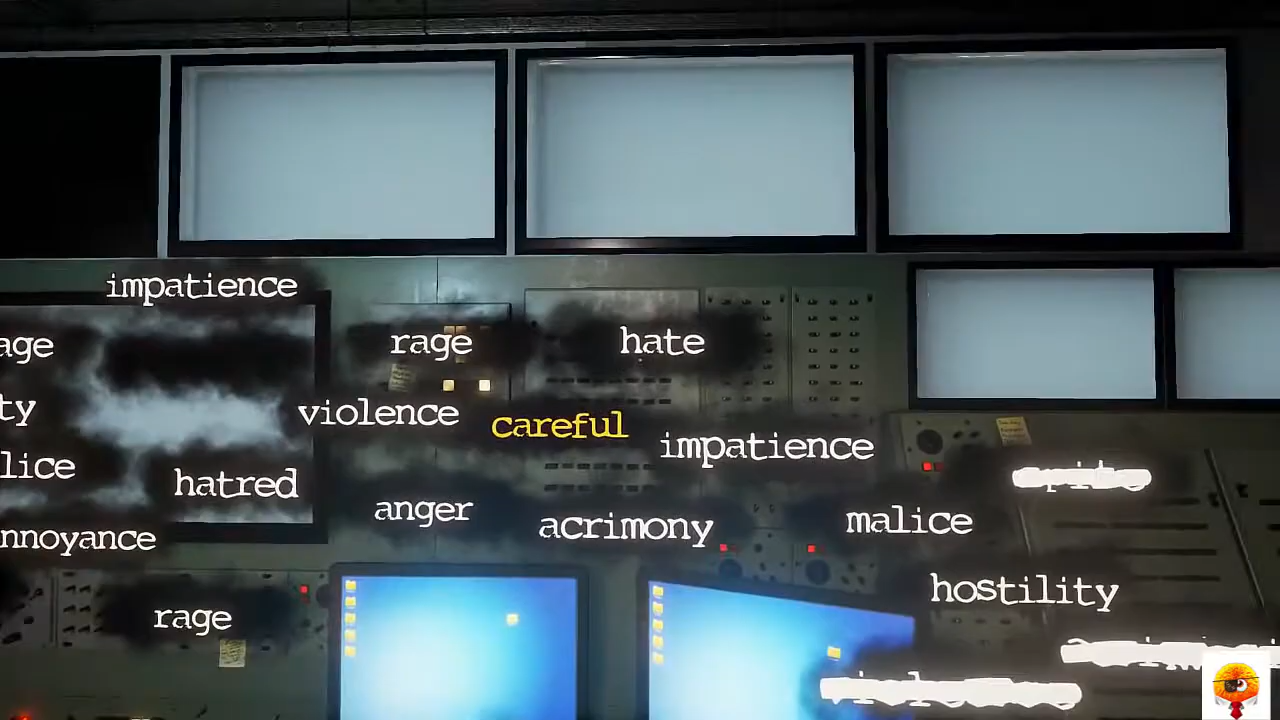 impatience
age
rage
hate
ty
violence
careful
impatience
lice
hatred
anger
acrimony
malice
nnoyance
hostility
rage